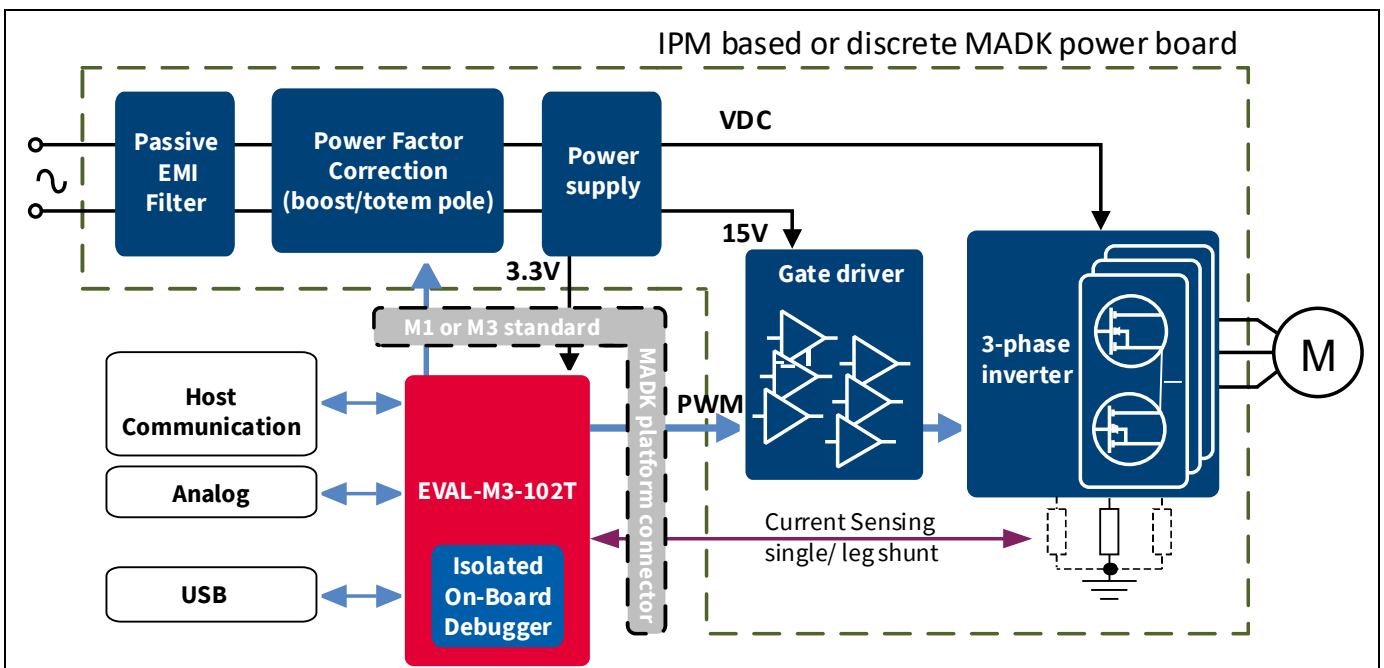 IPM based or discrete MADK power board
Passive
EMI
Filter
Power Factor
Correction
(boost/totem pole)
Power
supply
VDC
15V
3.3V
Gate driver
3-phase
inverter
M
M1 or M3 standard
MADK platform connector
PWM
Host
Communication
Analog
USB
EVAL-M3-102T
Isolated
On-Board
Debugger
Current Sensing
single/ leg shunt